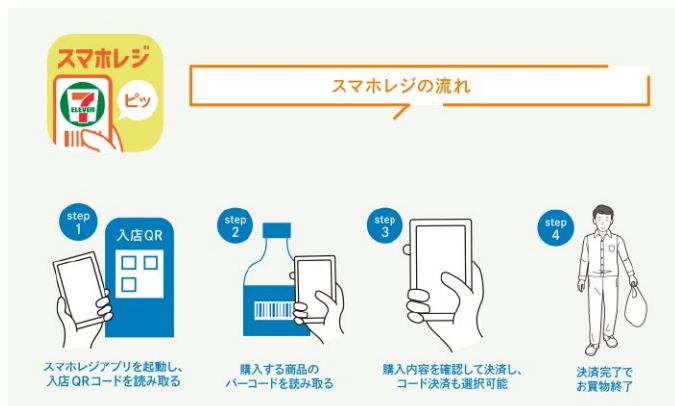 スマホレジ
7
ELEVEN
ピッ
スマホレジの流れ
step
1
入店QR
スマホレジアプリを起動し、
入店QRコードを読み取る
step
2
購入する商品の
バーコードを読み取る
step
3
購入内容を確認して決済し、
コード決済も選択可能
step
4
決済完了で
お買物終了